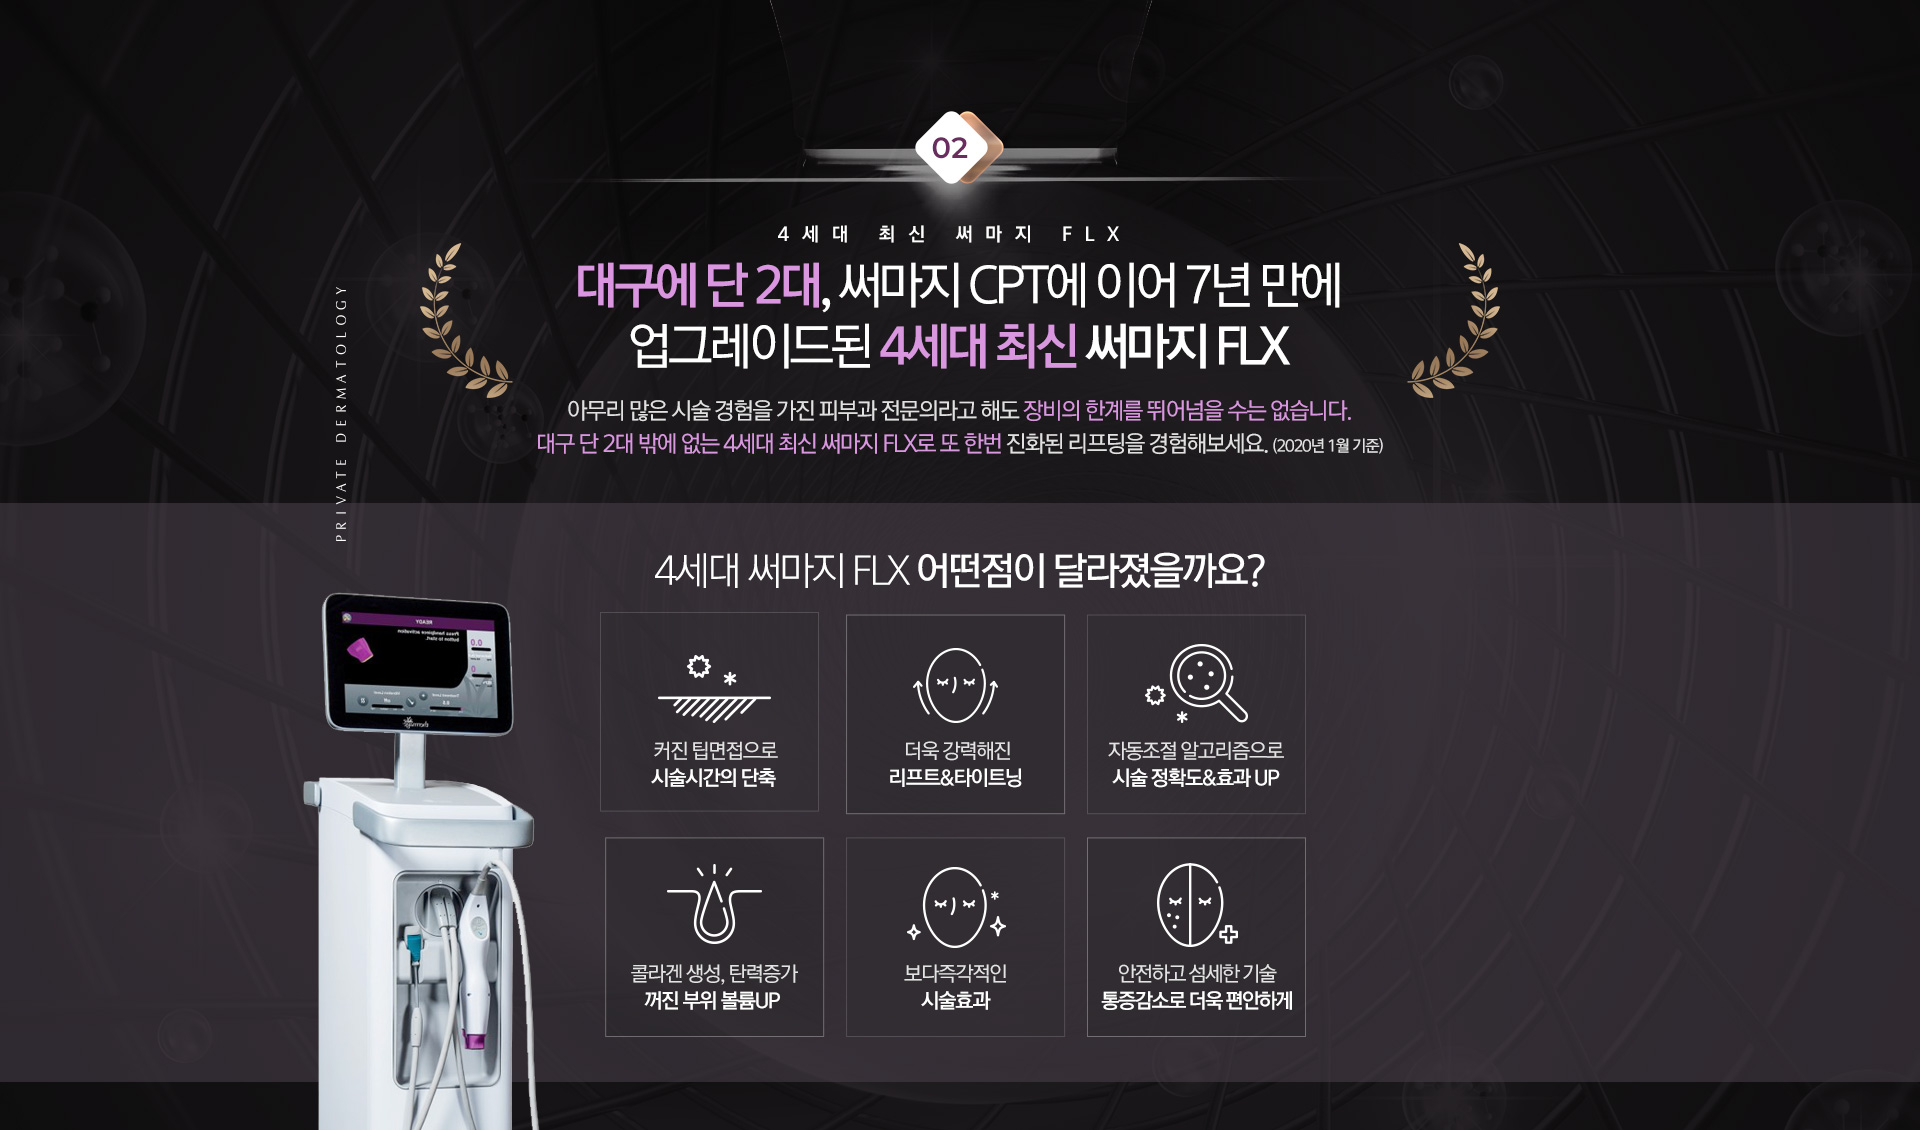 02
4세대 최신 써마지 FLX
대구에 단 2대, 써마지 CPT에 이어 7년 만에
업그레이드된 4세대 최신 써마지 FLX
아무리 많은 시술 경험을 가진 피부과 전문의라고 해도 장비의 한계를 뛰어넘을 수는 없습니다.
대구 단 2대 밖에 없는 4세대 최신 써마지 FLX로 또 한번 진화된 리프팅을 경험해보세요. (2020년 1월 기준)
PRIVATE DERMATOLOGY
4세대 써마지 FLX 어떤점이 달라졌을까요?
READY
Press handpiece activation
button to start.
0.0
0
커진 팁면접으로
시술시간의 단축
더욱 강력해진
리프트&타이트닝
자동조절 알고리즘으로
시술 정확도&효과 UP
콜라겐 생성, 탄력증가
꺼진 부위 볼륨UP
보다즉각적인
시술효과
안전하고 섬세한 기술
통증감소로 더욱 편안하게